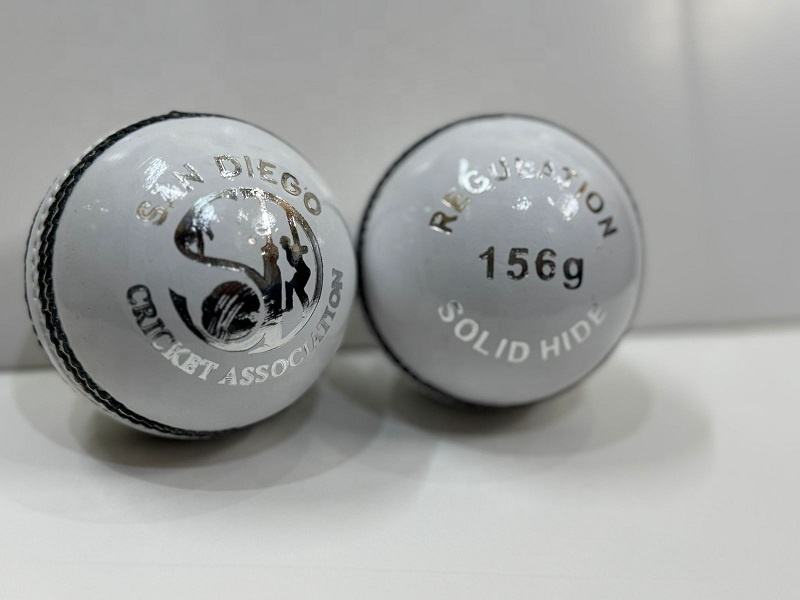 SAN DIEGO
CRICKET ASSOCIATION
REGULATION
156g
SOLID HIDE